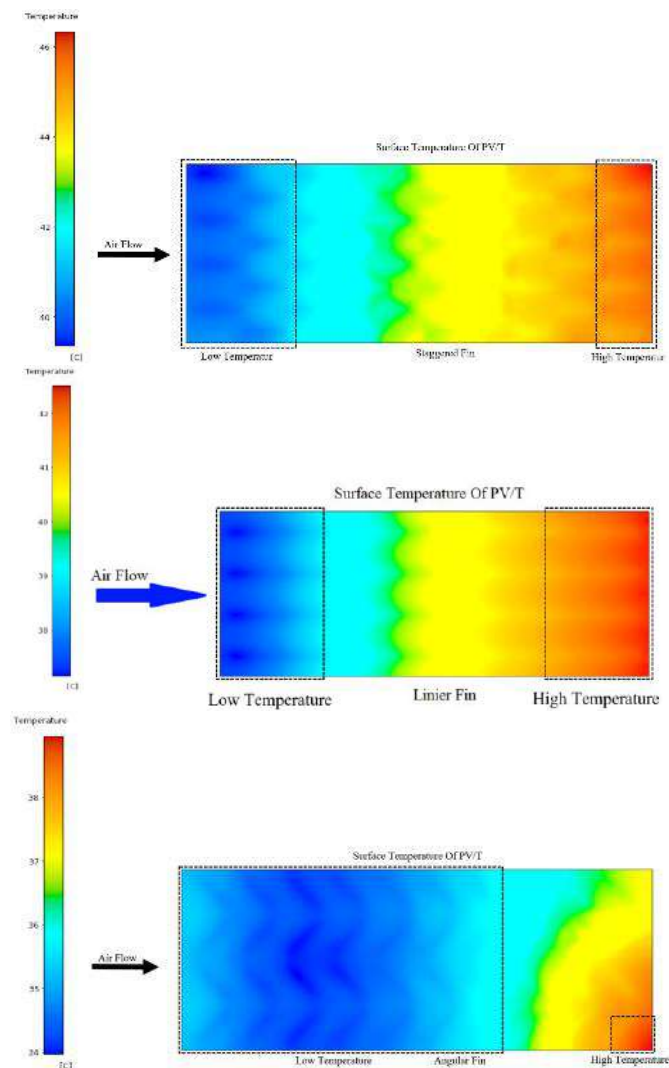 Temperature
46
44
42
40
[C]
Surface Temperature Of PV/T
Air Flow
Low Temperatur
Staggered Fin
High Temperatur
Temperature
42
41
40
39
38
[C]
Surface Temperature Of PV/T
Air Flow
Low Temperature
Linier Fin
High Temperature
Temperature
38
37
36
35
34
[C]
Surface Temperature Of PV/T
Air Flow
Low Temperature
Angular Fin
High Temperature